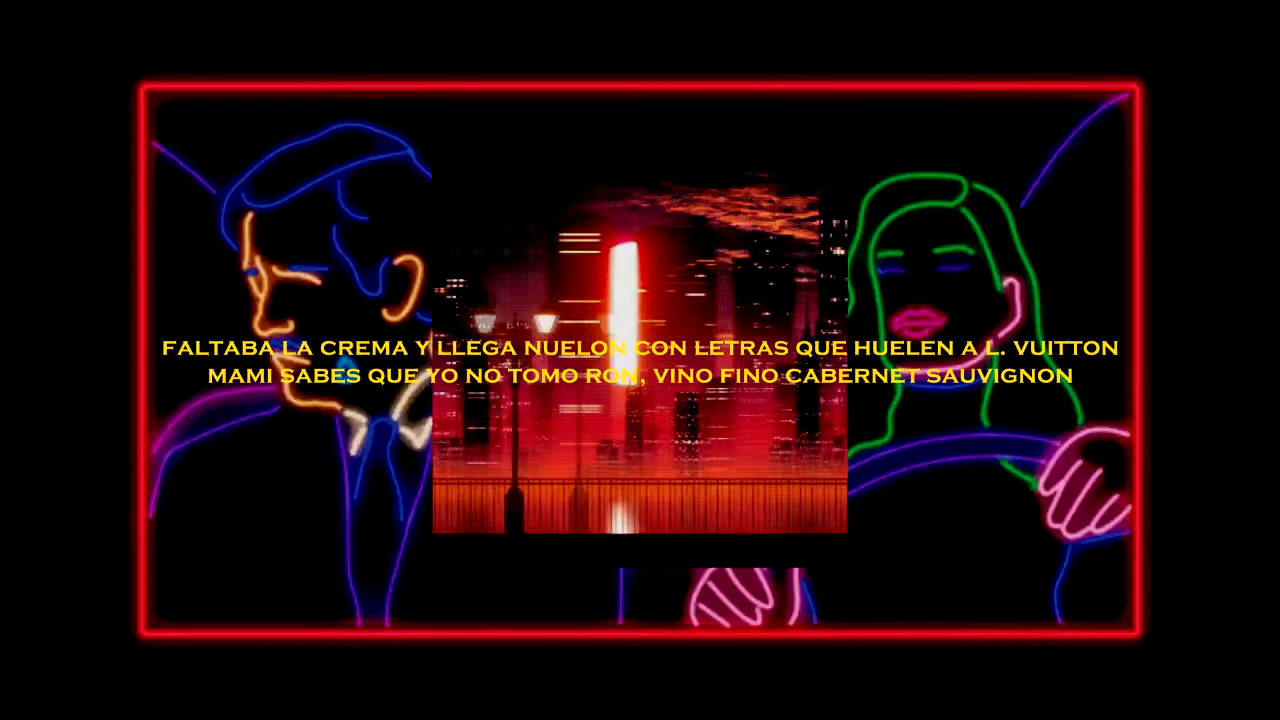 FALTABA LA CREMA Y LLEGA NUELON CON LETRAS QUE HUELEN A L. VUITTON
MAMI SABES QUE YO NO TOMO RON, VINO FINO CABERNET SAUVIGNON